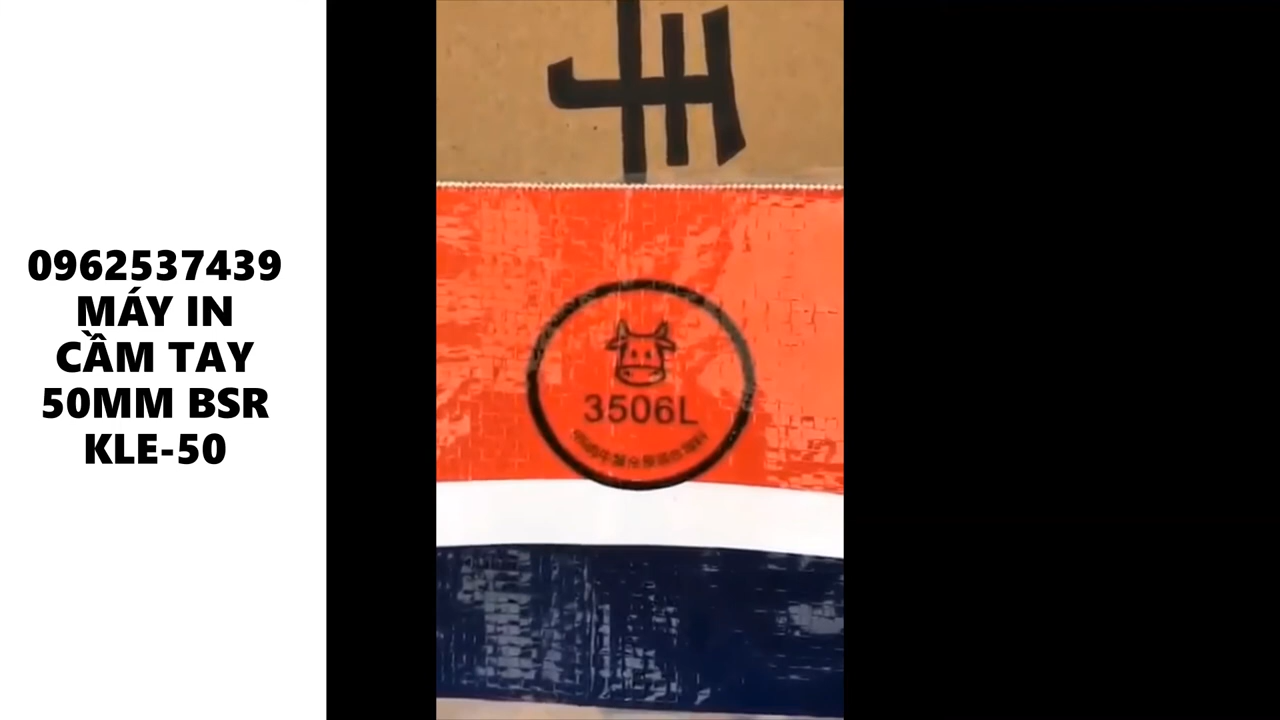 0962537439
MÁY IN
CẦM TAY
50MM BSR
KLE-50
3506L